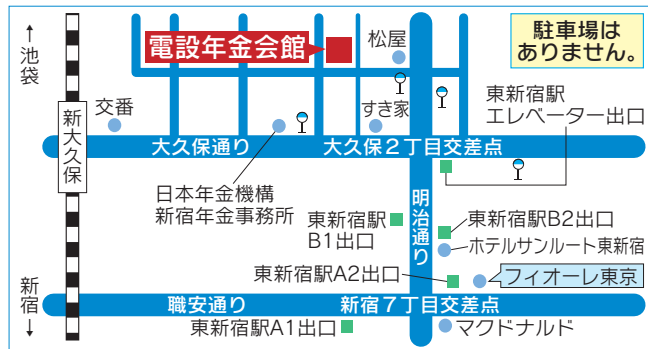 ↑池袋
電設年金会館
松屋
駐車場は
ありません。
交番
すき家
東新宿駅
エレベーター出口
新大久保
大久保通り
大久保2丁目交差点
日本年金機構
新宿年金事務所
明治通り
東新宿駅
B1出口
東新宿駅B2出口
ホテルサンルート東新宿
東新宿駅A2出口
フィオーレ東京
新宿↓
職安通り
新宿7丁目交差点
東新宿駅A1出口
マクドナルド